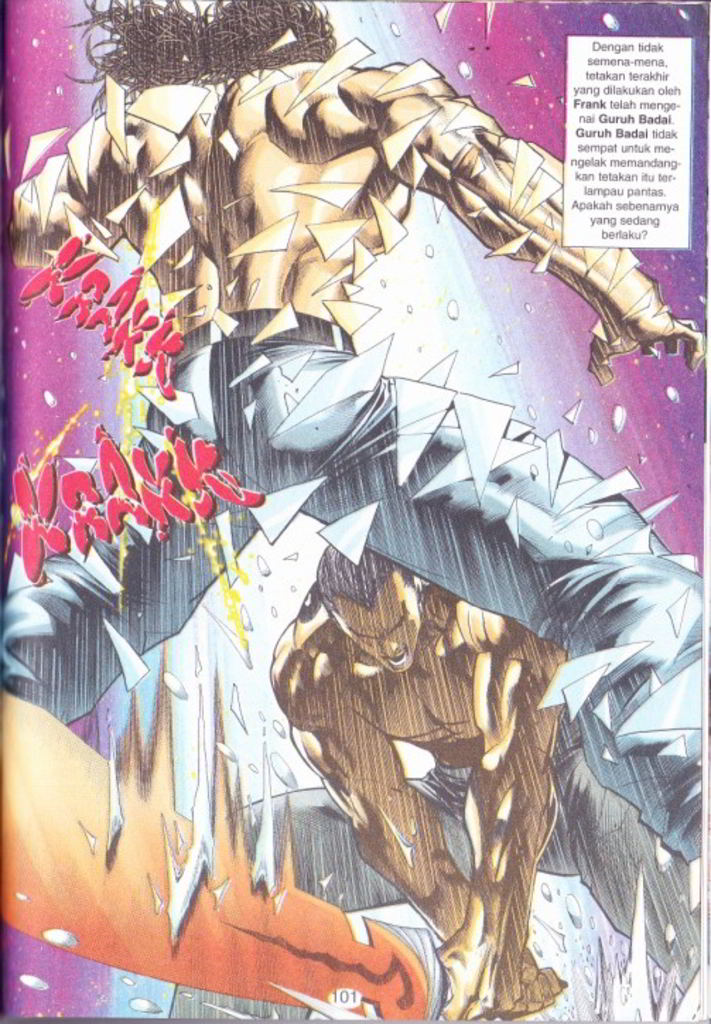 Dengan tidak
semena-mena,
tetakan terakhir
yang dilakukan oleh
Frank telah menge-
nai Guruh Badai.
Guruh Badai tidak
sempat untuk me-
ngelak memandang-
kan tetakan itu ter-
lampau pantas.
Apakah sebenarnya
yang sedang
berlaku?
KRAKK
KRAKK
101